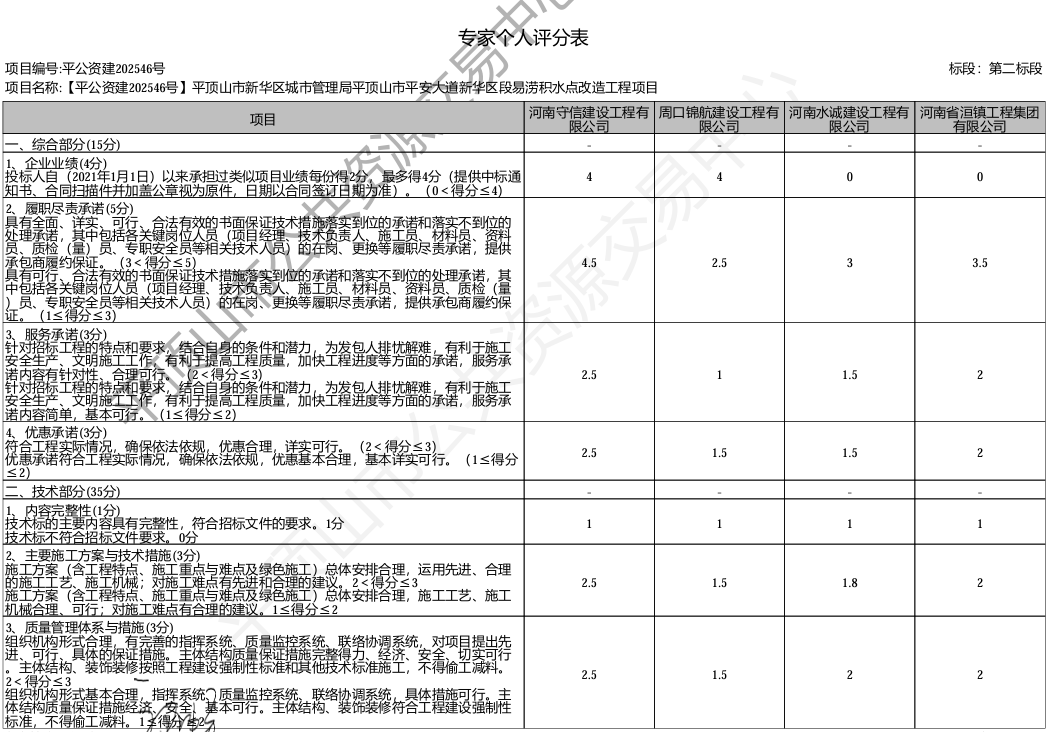 专家个人评分表
项目编号:平公资建202546号
标段：第二标段
项目名称:【平公资建202546号】平顶山市新华区城市管理局平顶山市平安大道新华区段易涝积水点改造工程项目
项目
河南守信建设工程有
限公司
周口锦航建设工程有
限公司
河南水诚建设工程有
限公司
河南省洹镇工程集团
有限公司
一、综合部分(15分)
- - - -
1、企业业绩(4分)
投标人自（2021年1月1日）以来承担过类似项目业绩每份得2分，最多得4分（提供中标通
知书、合同扫描件并加盖公章视为原件，日期以合同签订日期为准）。（0＜得分≤4）
4 4 0 0
2、履职尽责承诺(5分)
具有全面、详实、可行、合法有效的书面保证技术措施落实到位的承诺和落实不到位的
处理承诺，其中包括各关键岗位人员（项目经理、技术负责人、施工员、材料员、资料
员、质检（量）员、专职安全员等相关技术人员）的在岗、更换等履职尽责承诺，提供
承包商履约保证。（3＜得分≤5）
具有可行、合法有效的书面保证技术措施落实到位的承诺和落实不到位的处理承诺，其
中包括各关键岗位人员（项目经理、技术负责人、施工员、材料员、资料员、质检（量
）员、专职安全员等相关技术人员）的在岗、更换等履职尽责承诺，提供承包商履约保
证。（1≤得分≤3）
4.5 2.5 3 3.5
3、服务承诺(3分)
针对招标工程的特点和要求，结合自身的条件和潜力，为发包人排忧解难，有利于施工
安全生产、文明施工工作，有利于提高工程质量，加快工程进度等方面的承诺，服务承
诺内容有针对性、合理可行。（2＜得分≤3）
针对招标工程的特点和要求，结合自身的条件和潜力，为发包人排忧解难，有利于施工
安全生产、文明施工工作，有利于提高工程质量，加快工程进度等方面的承诺，服务承
诺内容简单，基本可行。（1≤得分≤2）
2.5 1 1.5 2
4、优惠承诺(3分)
符合工程实际情况，确保依法依规，优惠合理，详实可行。（2＜得分≤3）
优惠承诺符合工程实际情况，确保依法依规，优惠基本合理，基本详实可行。（1≤得分
≤2）
2.5 1.5 1.5 2
二、技术部分(35分)
- - - -
1、内容完整性(1分)
技术标的主要内容具有完整性，符合招标文件的要求。1分
技术标不符合招标文件要求。0分
1 1 1 1
2、主要施工方案与技术措施(3分)
施工方案（含工程特点、施工重点与难点及绿色施工）总体安排合理，运用先进、合理
的施工工艺、施工机械；对施工难点有先进和合理的建议。2＜得分≤3
施工方案（含工程特点、施工重点与难点及绿色施工）总体安排合理，施工工艺、施工
机械合理、可行；对施工难点有合理的建议。1≤得分≤2
2.5 1.5 1.8 2
3、质量管理体系与措施(3分)
组织机构形式合理，有完善的指挥系统、质量监控系统、联络协调系统，对项目提出先
进、可行、具体的保证措施。主体结构质量保证措施完整得力、经济、安全、切实可行
。主体结构、装饰装修按照工程建设强制性标准和其他技术标准施工，不得偷工减料。
2＜得分≤3
组织机构形式基本合理，指挥系统、质量监控系统、联络协调系统，具体措施可行。主
体结构质量保证措施经济、安全、基本可行。主体结构、装饰装修符合工程建设强制性
标准，不得偷工减料。1≤得分≤2
2.5 1.5 2 2
平顶山市公共资源交易中心
平顶山市公共资源交易中心